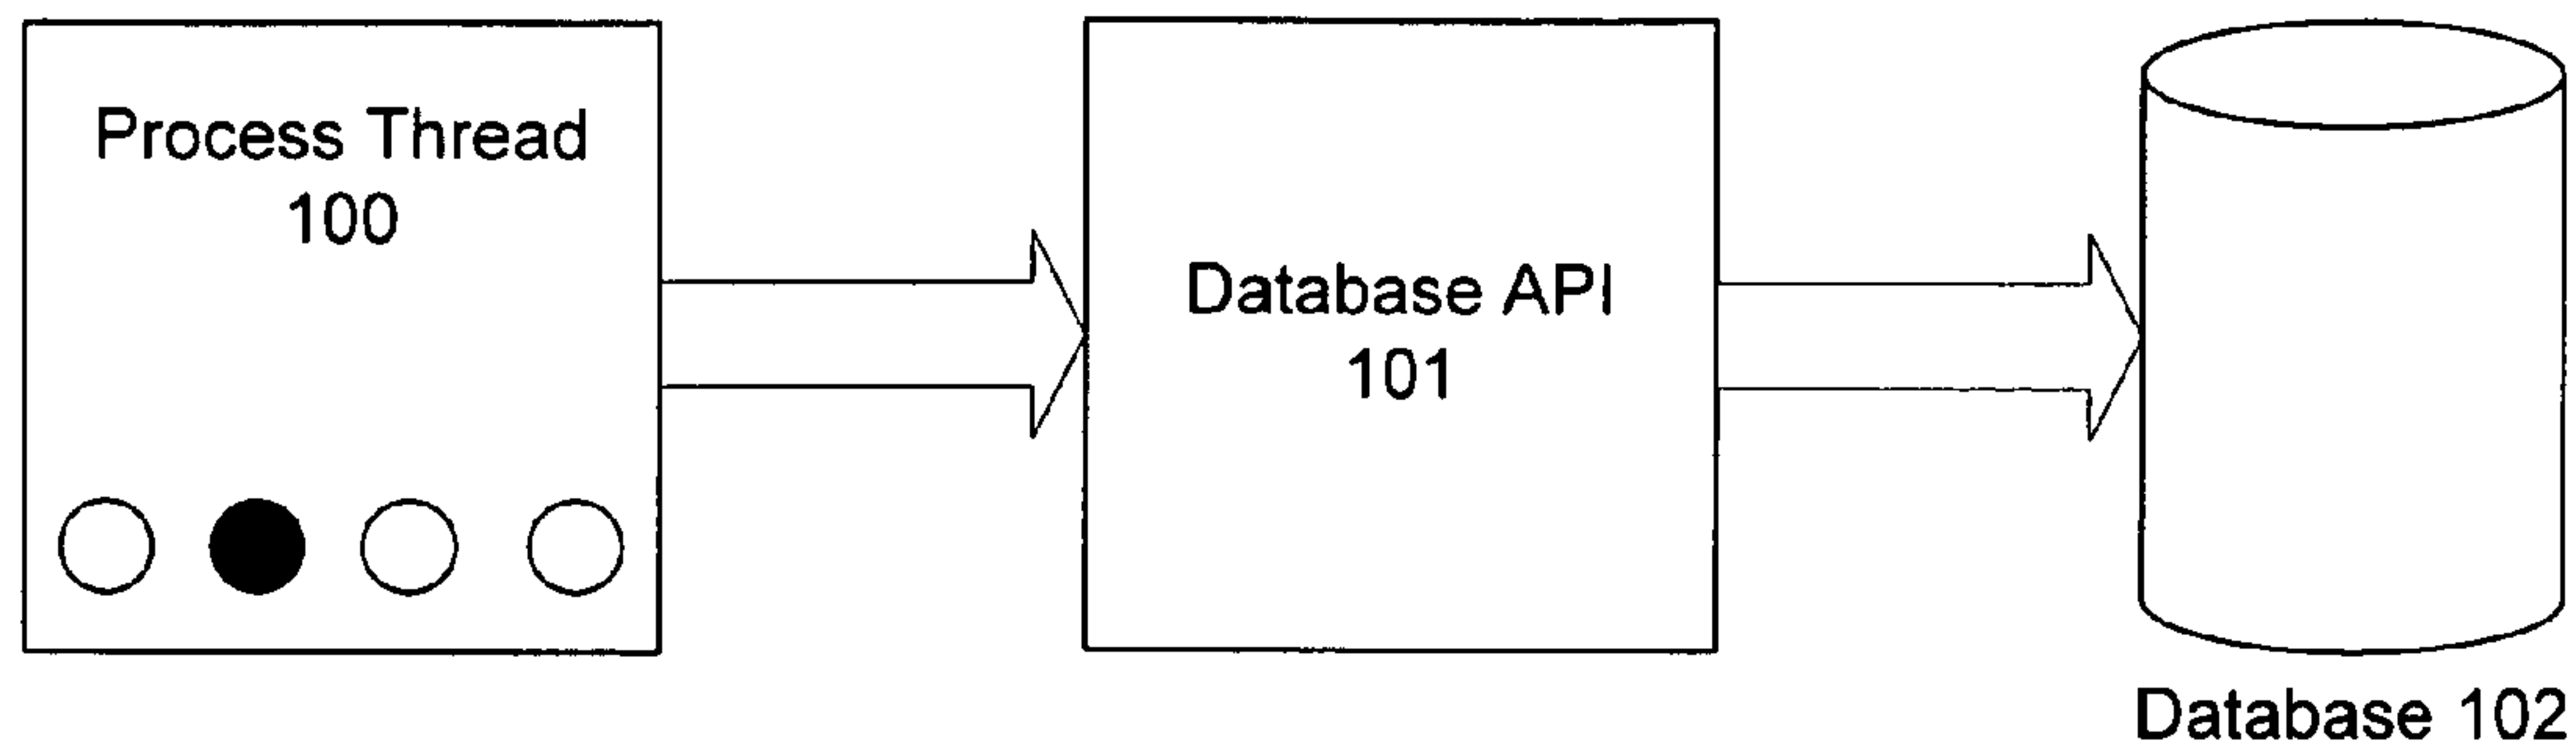 Process Thread
100
Database API
101
Database 102